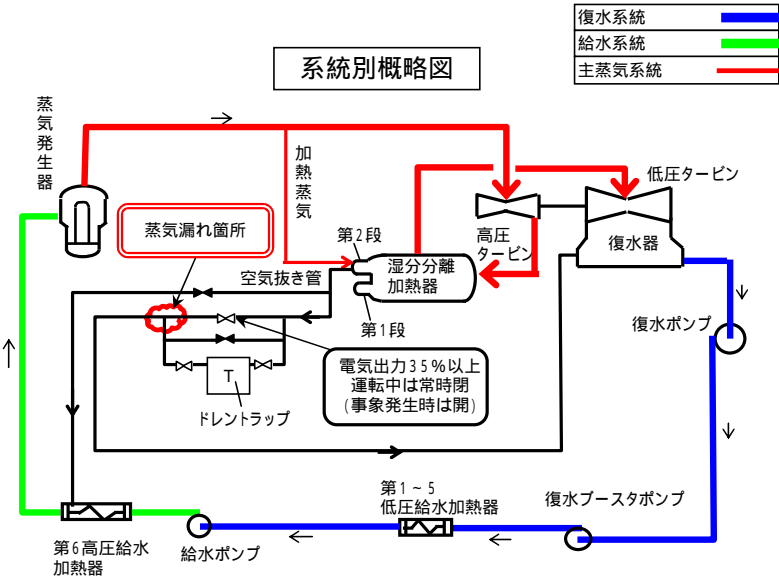 復水系統
給水系統
主蒸気系統
系統別概略図
蒸気発生器
加熱蒸気
低圧タービン
蒸気漏れ箇所
第2段
高圧
タービン
復水器
湿分分離
加熱器
空気抜き管
第1段
復水ポンプ
電気出力35%以上
運転中は常時閉
(事象発生時は開)
T
ドレントラップ
第1~5
低圧給水加熱器
復水ブースタポンプ
第6高圧給水
加熱器
給水ポンプ